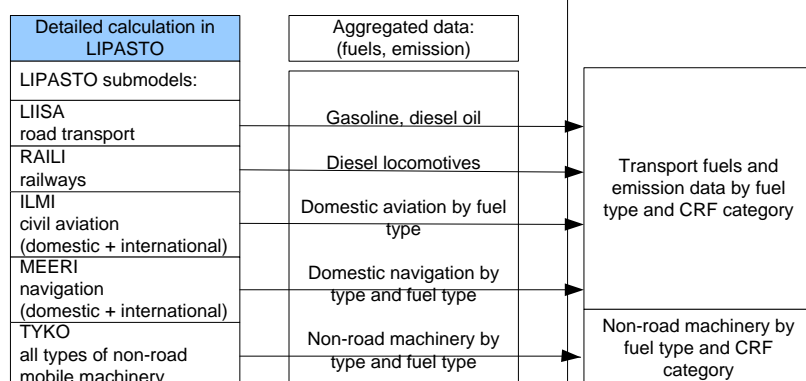 Detailed calculation in
LIPASTO
Aggregated data:
(fuels, emission)
LIPASTO submodels:
LIISA
road transport
Gasoline, diesel oil
RAILI
railways
Diesel locomotives
ILMI
civil aviation
(domestic + international)
Domestic aviation by fuel
type
MEERI
navigation
(domestic + international)
Domestic navigation by
type and fuel type
TYKO
all types of non-road
mobile machinery
Non-road machinery by
type and fuel type
Transport fuels and
emission data by fuel
type and CRF category
Non-road machinery by
fuel type and CRF
category